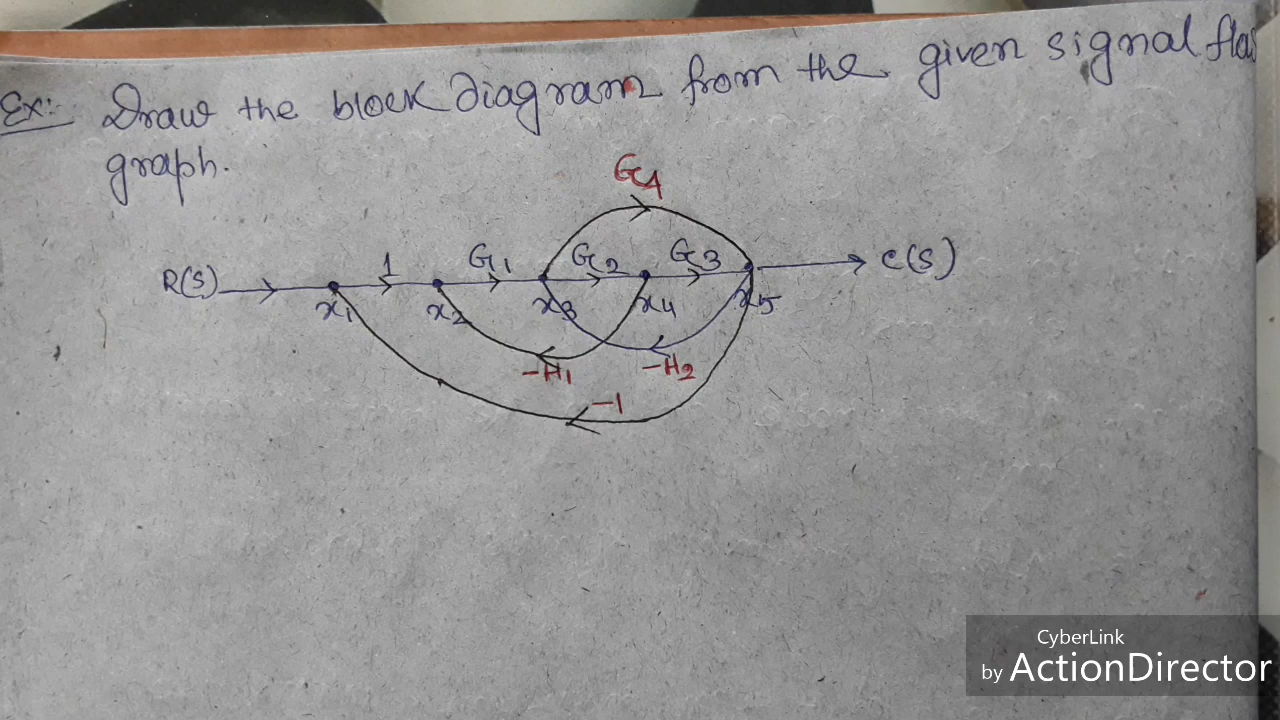 Ex:- Draw the block diagram from the given signal flow
graph.
G4
R(s) 1 G1 G2 G3 C(s)
x1 x2 x3 x4 x5
-H1 -H2
-1
CyberLink
by ActionDirector